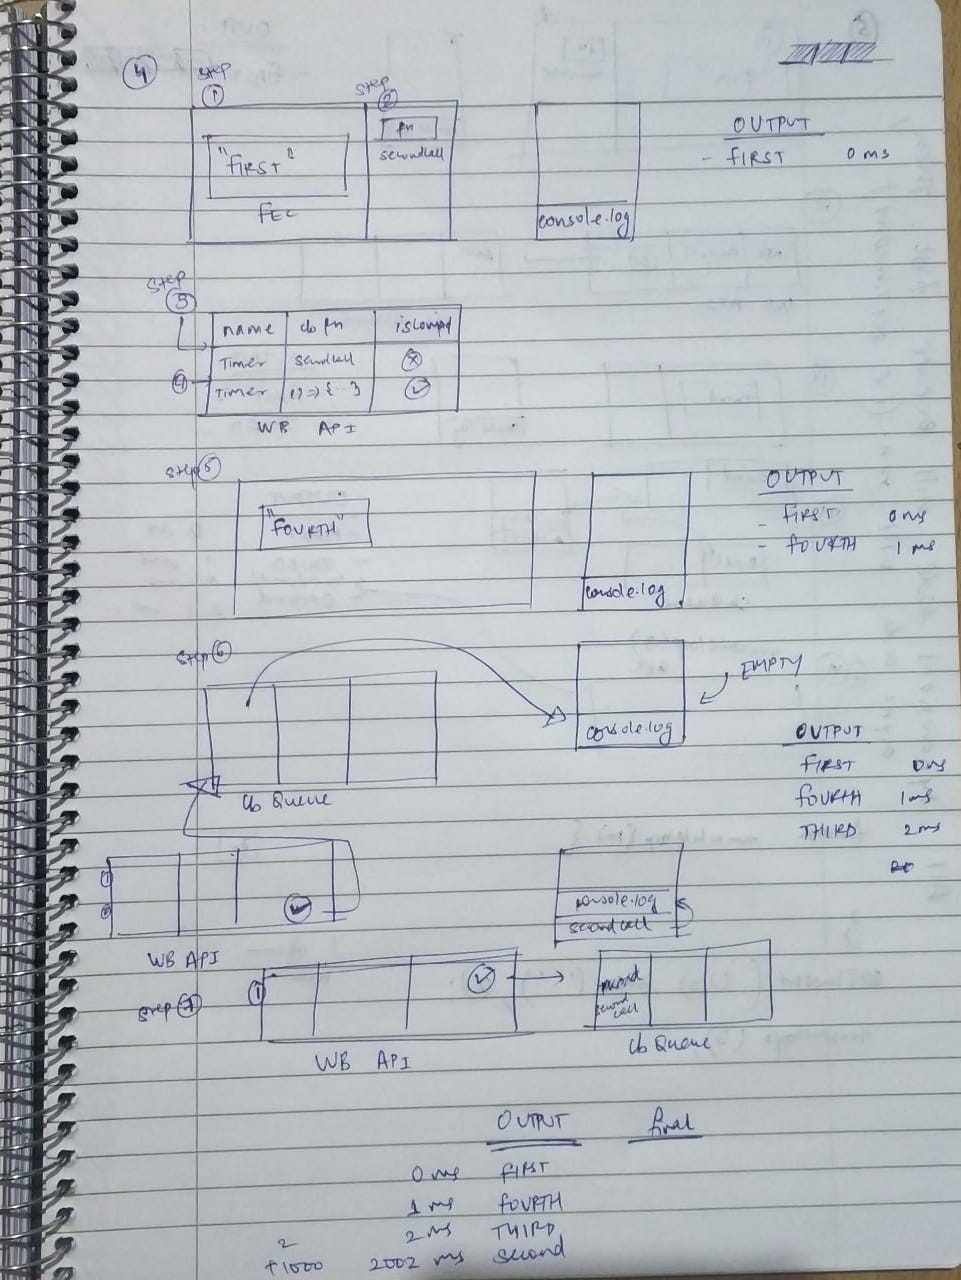 4
Step
1
Step
2
fn
secondcall
"FIRST"
FEC
console.log
OUTPUT
- FIRST 0 ms
Step
3
name cb fn iscompd
Timer secndcall
4 Timer () => {...}
WB API
Step 5
"FOURTH"
console.log
OUTPUT
- FIRST 0 ms
- FOURTH 1 ms
Step 6
EMPTY
console.log
cb Queue
OUTPUT
FIRST 0 ms
FOURTH 1 ms
THIRD 2 ms
1
2
WB API
console.log
secondcall
Step 7
1
second
call
WB API
cb Queue
OUTPUT final
0 ms FIRST
1 ms FOURTH
2 2 ms THIRD
+1000 2002 ms second